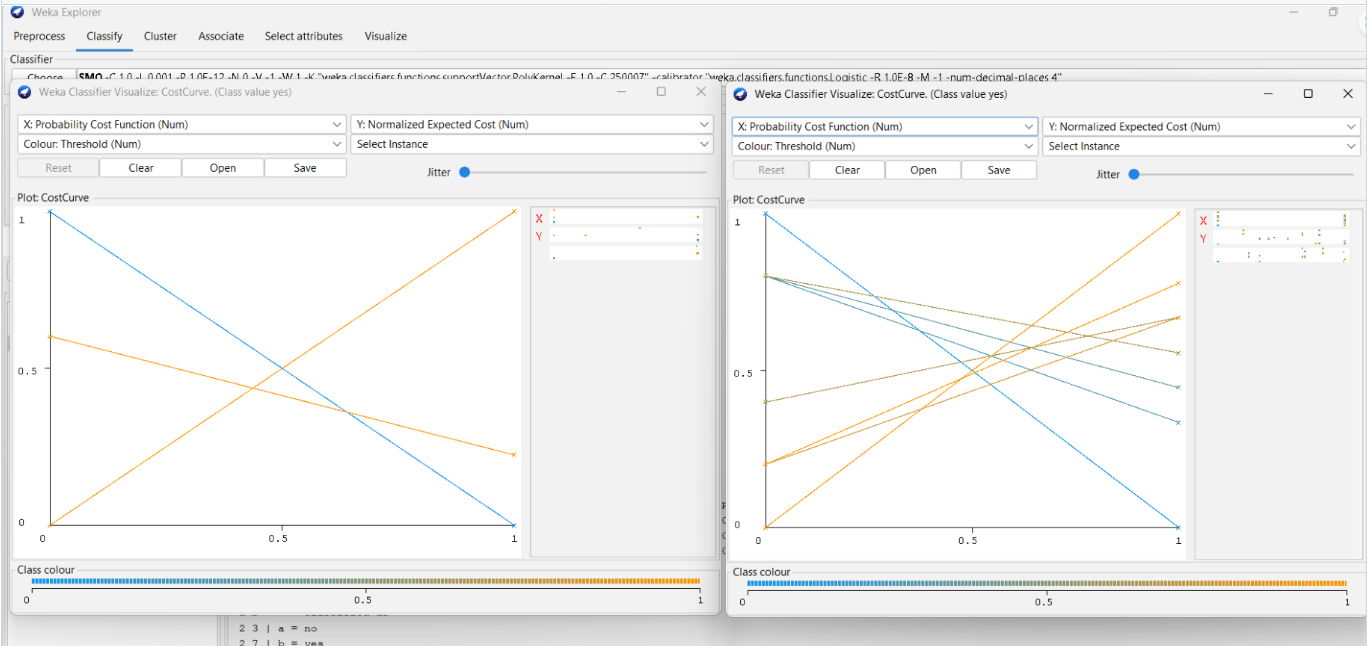 Weka Explorer
Preprocess Classify Cluster Associate Select attributes Visualize
Classifier
Choose SMO -C 1.0 -L 0.001 -P 1.0E-12 -N 0 -V -1 -W 1 -K "weka.classifiers.functions.supportVector.PolyKernel -E 1.0 -C 250007" -calibrator "weka.classifiers.functions.Logistic -R 1.0E-8 -M -1 -num-decimal-places 4"
Weka Classifier Visualize: CostCurve. (Class value yes)
X: Probability Cost Function (Num) Y: Normalized Expected Cost (Num)
Colour: Threshold (Num) Select Instance
Reset Clear Open Save Jitter
Plot: CostCurve
1
0.5
0
0 0.5 1
X
Y
Class colour
0 0.5 1
Weka Classifier Visualize: CostCurve. (Class value yes)
X: Probability Cost Function (Num) Y: Normalized Expected Cost (Num)
Colour: Threshold (Num) Select Instance
Reset Clear Open Save Jitter
Plot: CostCurve
1
0.5
0
0 0.5 1
X
Y
Class colour
0 0.5 1
2 3 | a = no
2 7 | b = yes